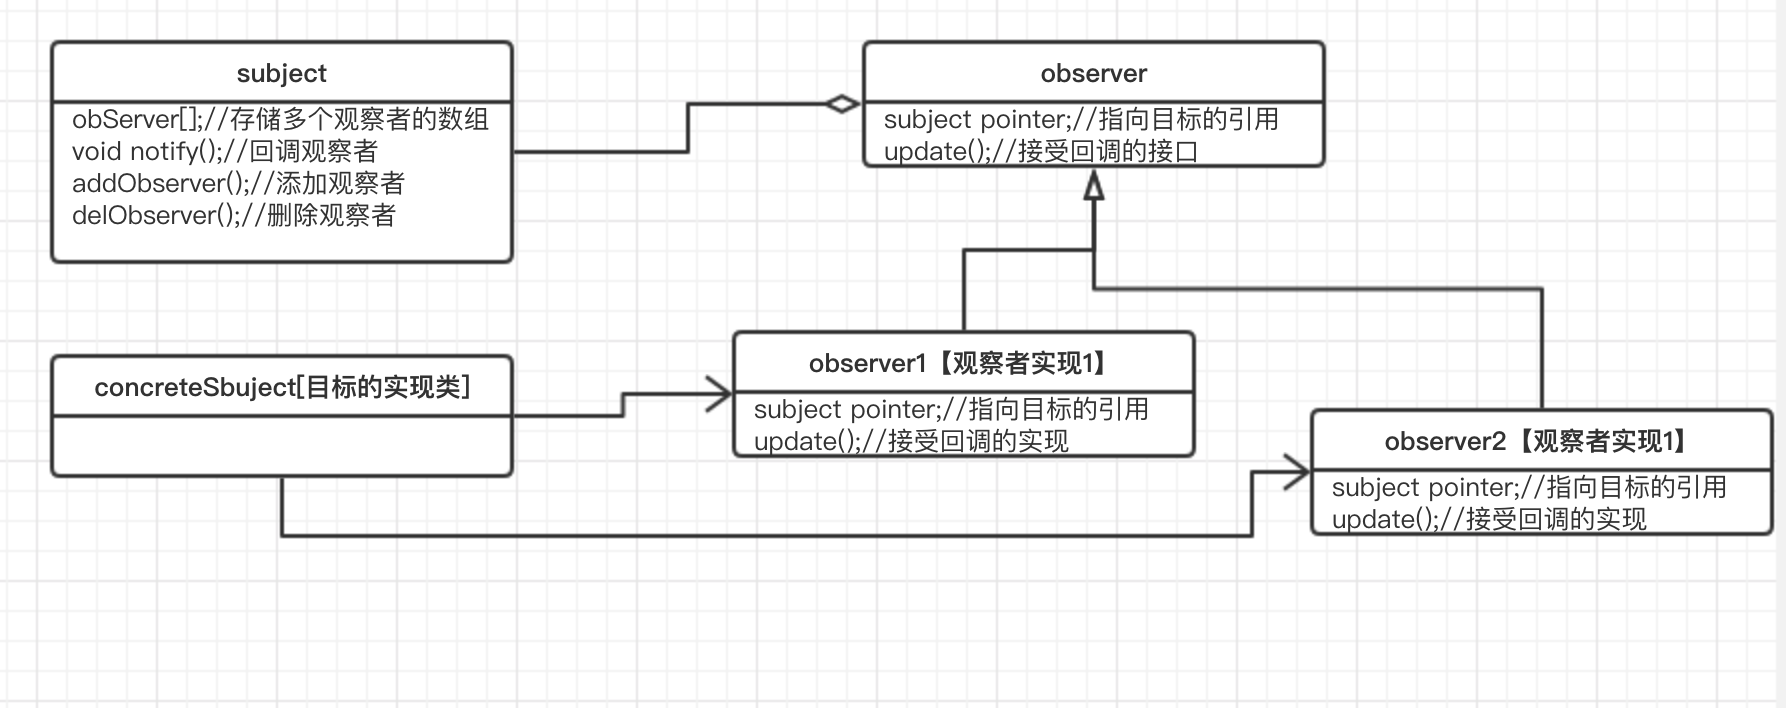 subject
obServer[];//存储多个观察者的数组
void notify();//回调观察者
addObserver();//添加观察者
delObserver();//删除观察者
observer
subject pointer;//指向目标的引用
update();//接受回调的接口
concreteSbuject[目标的实现类]
observer1【观察者实现1】
subject pointer;//指向目标的引用
update();//接受回调的实现
observer2【观察者实现1】
subject pointer;//指向目标的引用
update();//接受回调的实现